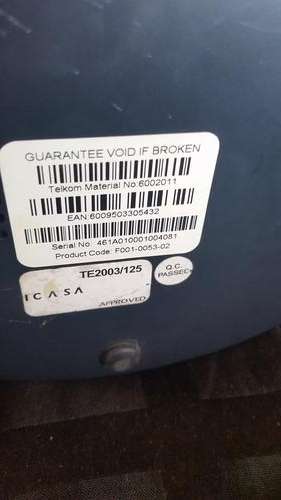 GUARANTEE VOID IF BROKEN
Telkom Material No:6002011
EAN:6009503305432
Serial No: 461A010001004081
Product Code: F001-0053-02
TE2003/125
Q.C.
PASSED
ICASA
APPROVED